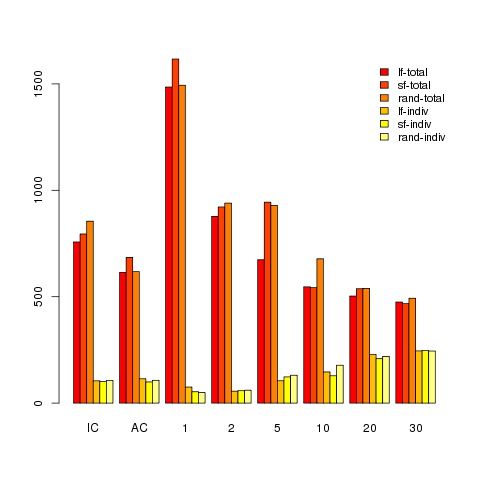 lf-total
sf-total
rand-total
lf-indiv
sf-indiv
rand-indiv
1500
1000
500
0
IC AC 1 2 5 10 20 30